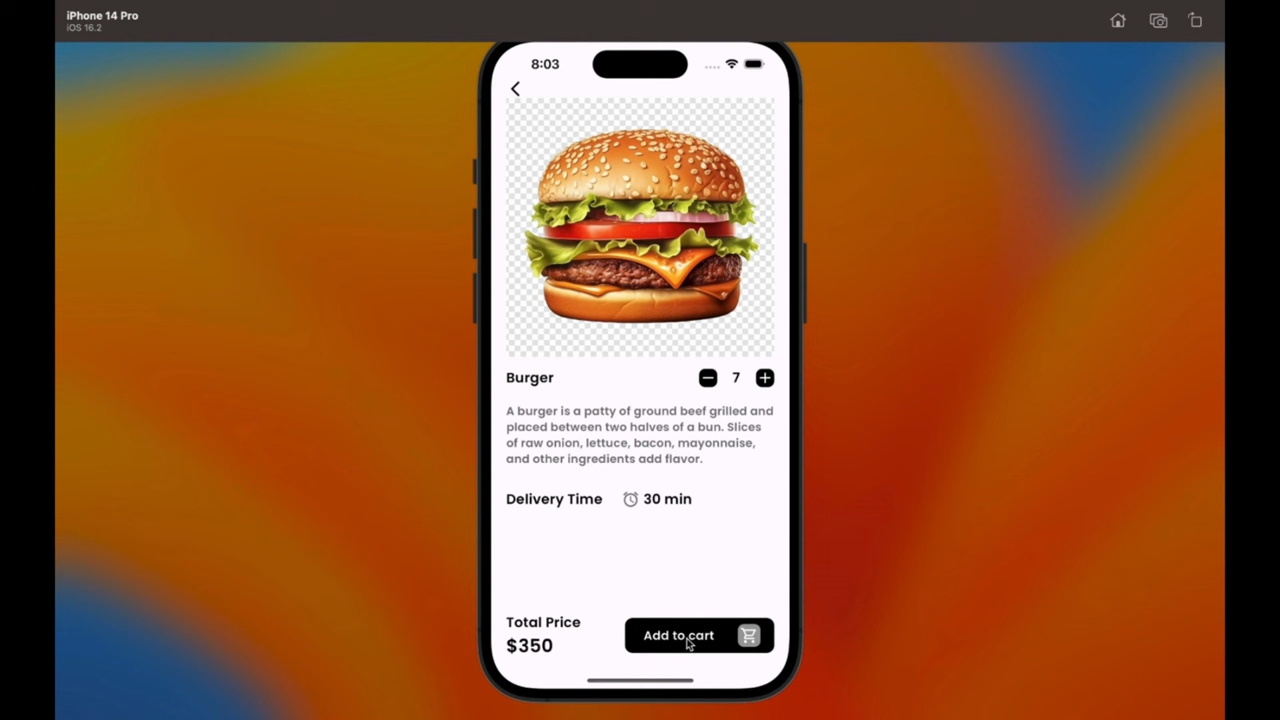 iPhone 14 Pro
iOS 16.2
8:03
Burger
7
A burger is a patty of ground beef grilled and
placed between two halves of a bun. Slices
of raw onion, lettuce, bacon, mayonnaise,
and other ingredients add flavor.
Delivery Time 30 min
Total Price
$350
Add to cart